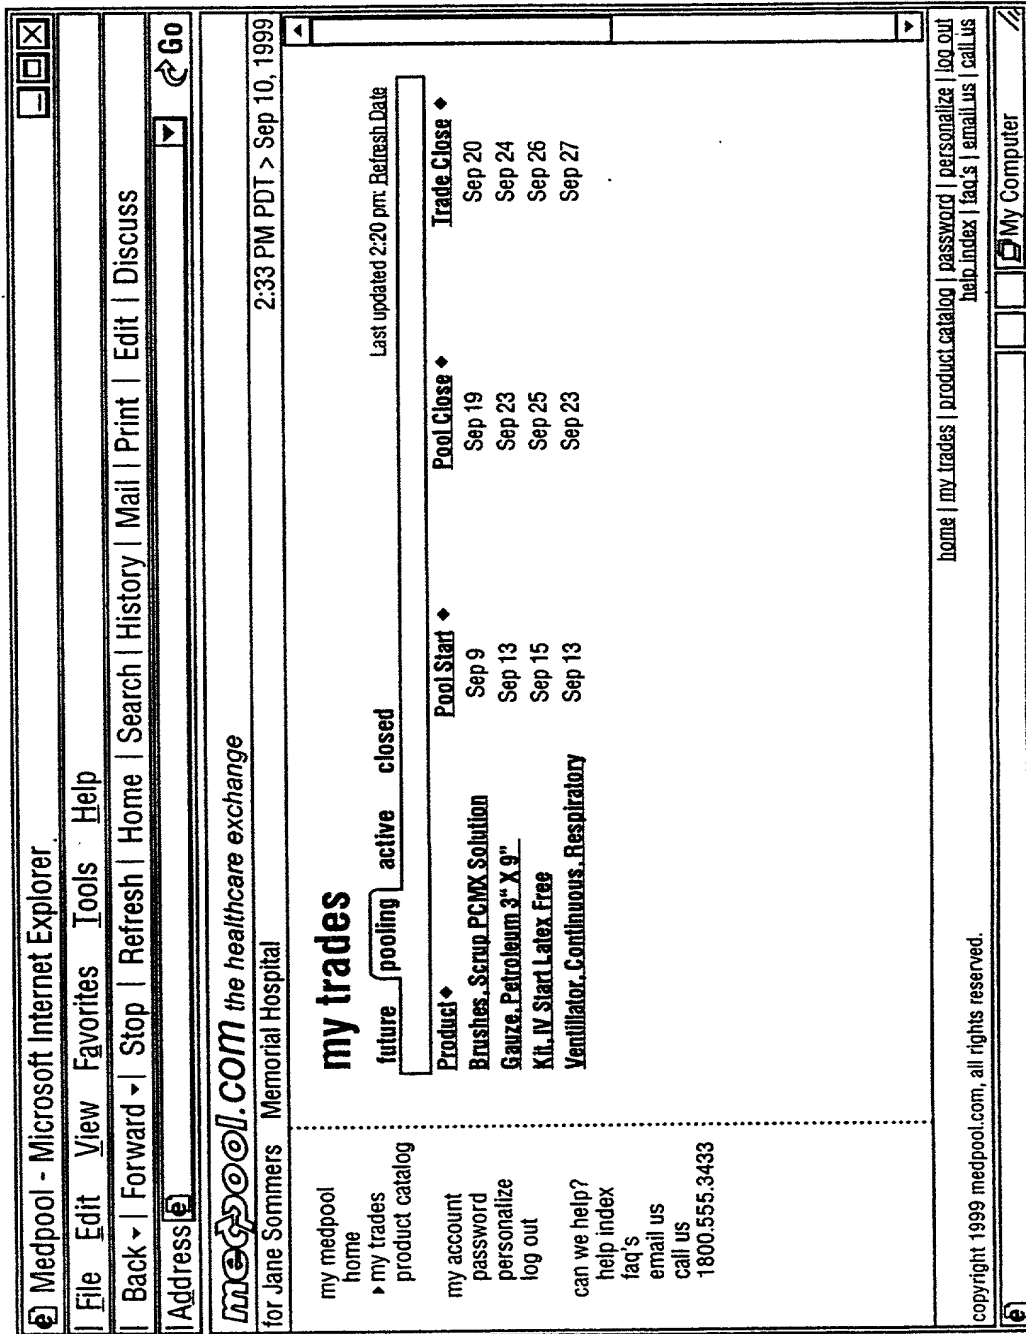 Medpool - Microsoft Internet Explorer
| File Edit View Favorites Tools Help
| Back | Forward | Stop | Refresh | Home | Search | History | Mail | Print | Edit | Discuss
| Address Go
medpool.com the healthcare exchange
for Jane Sommers Memorial Hospital 2:33 PM PDT > Sep 10, 1999
my medpool
home
my trades
product catalog
my account
password
personalize
log out
can we help?
help index
faq's
email us
call us
1800.555.3433
my trades
future pooling active closed Last updated 2:20 pm: Refresh Date
Product Pool Start Pool Close Trade Close
Brushes, Scrup PCMX Solution Sep 9 Sep 19 Sep 20
Gauze, Petroleum 3" X 9" Sep 13 Sep 23 Sep 24
Kit, IV Start Latex Free Sep 15 Sep 25 Sep 26
Ventillator, Continuous, Respiratory Sep 13 Sep 23 Sep 27
home | my trades | product catalog | password | personalize | log out
help index | faq's | email us | call us
copyright 1999 medpool.com, all rights reserved.
My Computer